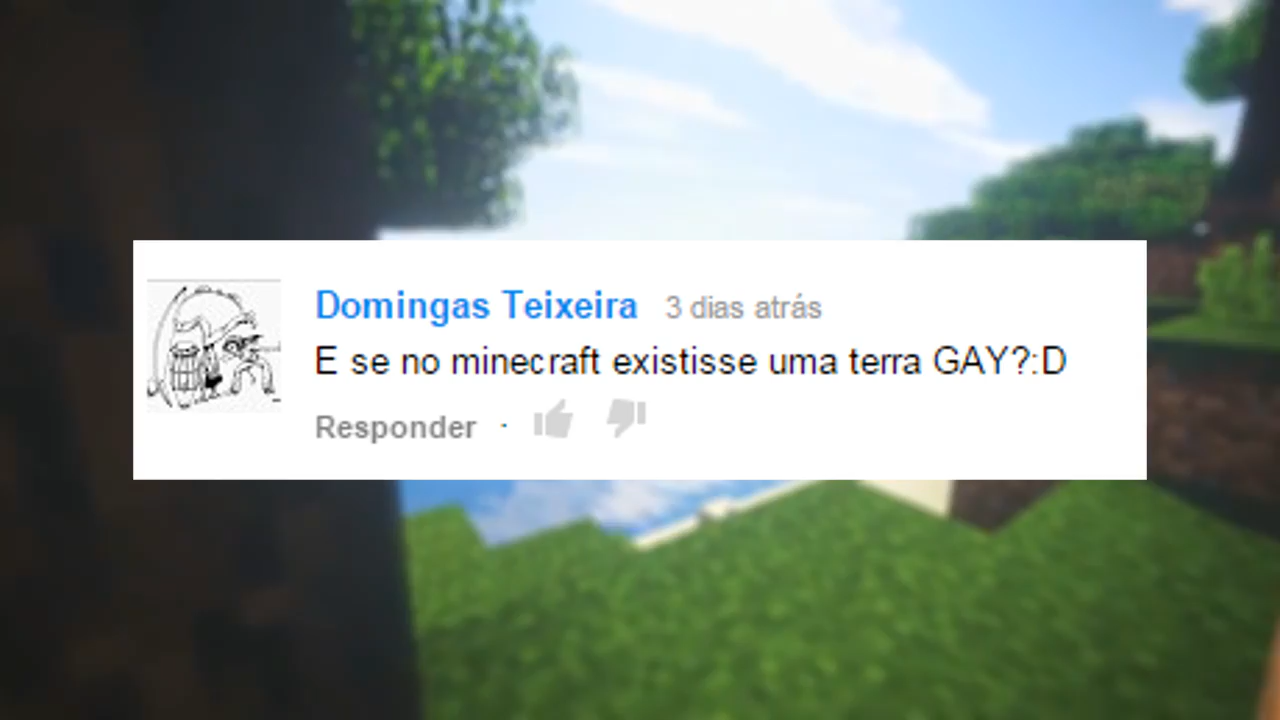 Domingas Teixeira 3 dias atrás
E se no minecraft existisse uma terra GAY?:D
Responder ·